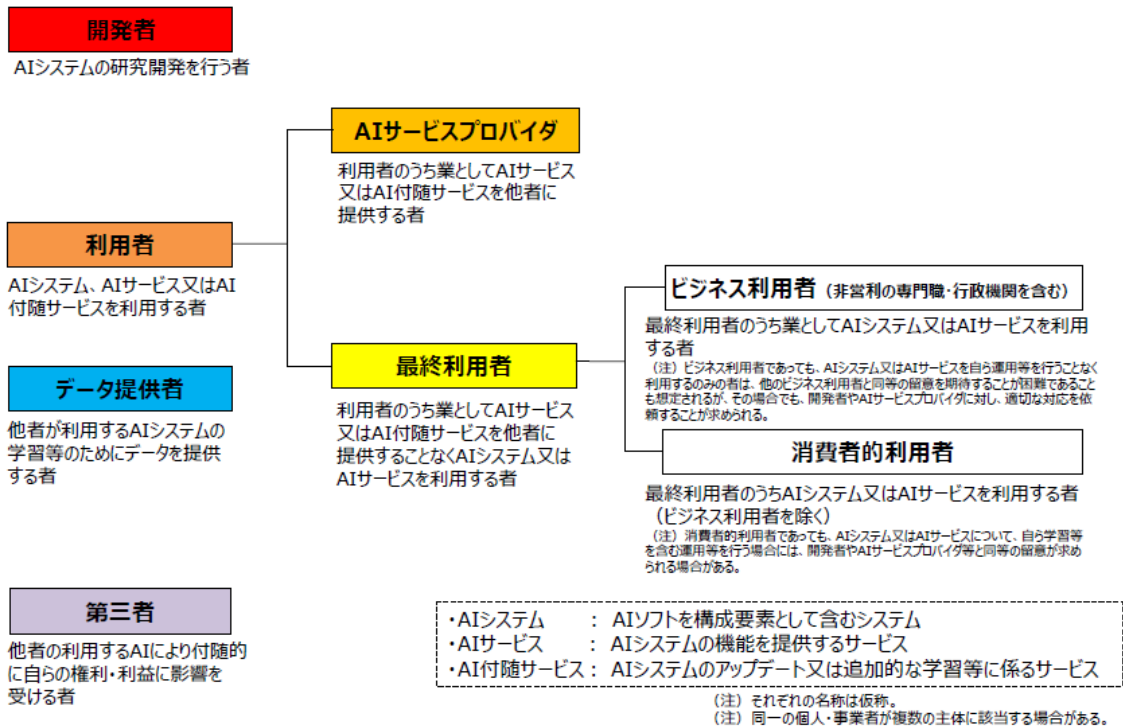 開発者
AIシステムの研究開発を行う者
AIサービスプロバイダ
利用者のうち業としてAIサービス
又はAI付随サービスを他者に
提供する者
利用者
AIシステム、AIサービス又はAI
付随サービスを利用する者
ビジネス利用者（非営利の専門職・行政機関を含む）
最終利用者のうち業としてAIシステム又はAIサービスを利用
する者
（注）ビジネス利用者であっても、AIシステム又はAIサービスを自ら運用等を行うことなく
利用するのみの者は、他のビジネス利用者と同等の留意を期待することが困難であること
も想定されるが、その場合でも、開発者やAIサービスプロバイダに対し、適切な対応を依
頼することが求められる。
最終利用者
利用者のうち業としてAIサービス
又はAI付随サービスを他者に
提供することなくAIシステム又は
AIサービスを利用する者
データ提供者
他者が利用するAIシステムの
学習等のためにデータを提供
する者
消費者的利用者
最終利用者のうちAIシステム又はAIサービスを利用する者
（ビジネス利用者を除く）
（注）消費者的利用者であっても、AIシステム又はAIサービスについて、自ら学習等
を含む運用等を行う場合には、開発者やAIサービスプロバイダ等と同等の留意が求め
られる場合がある。
第三者
他者の利用するAIにより付随的
に自らの権利・利益に影響を
受ける者
・AIシステム ： AIソフトを構成要素として含むシステム
・AIサービス ： AIシステムの機能を提供するサービス
・AI付随サービス： AIシステムのアップデート又は追加的な学習等に係るサービス
（注）それぞれの名称は仮称。
（注）同一の個人・事業者が複数の主体に該当する場合がある。